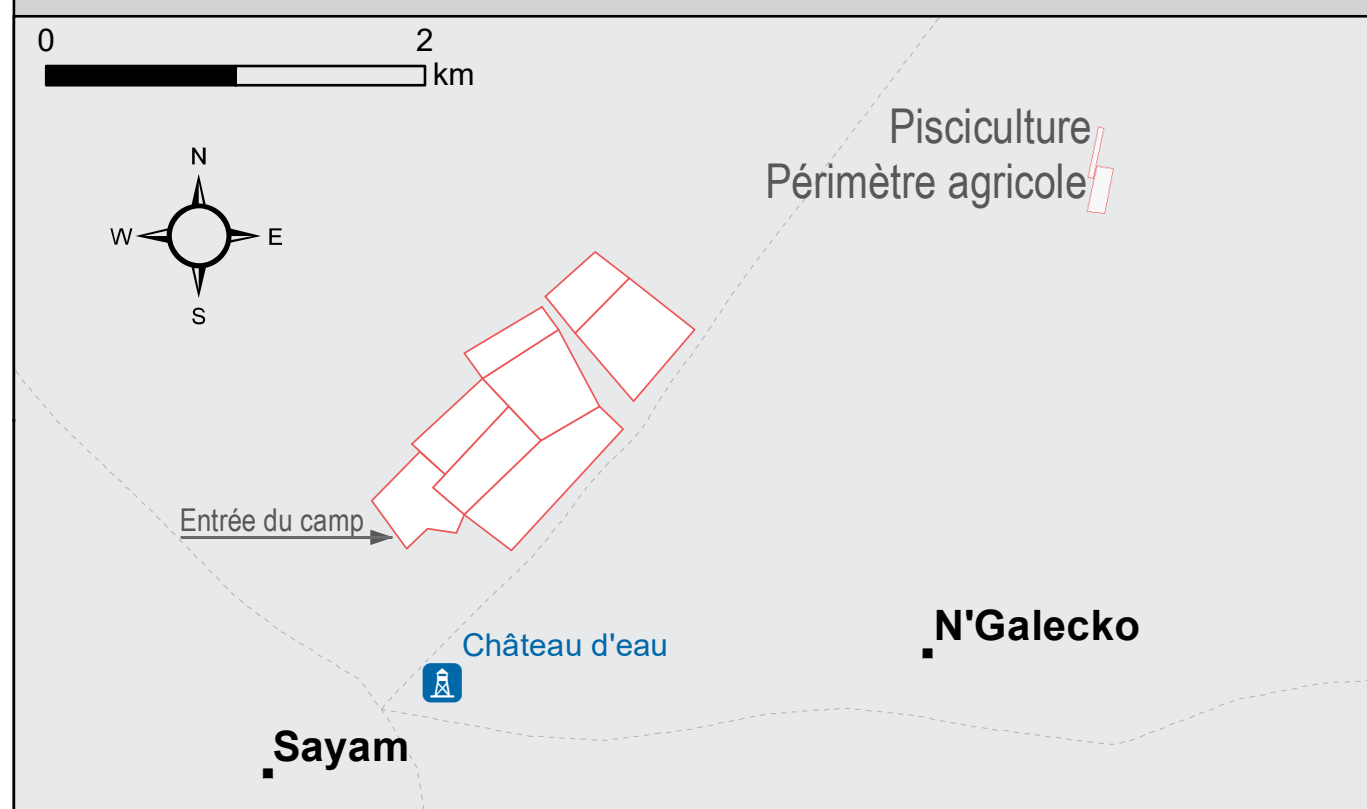 0 2
km
N
W E
S
Pisciculture
Périmètre agricole
Entrée du camp
Château d'eau
N'Galecko
Sayam